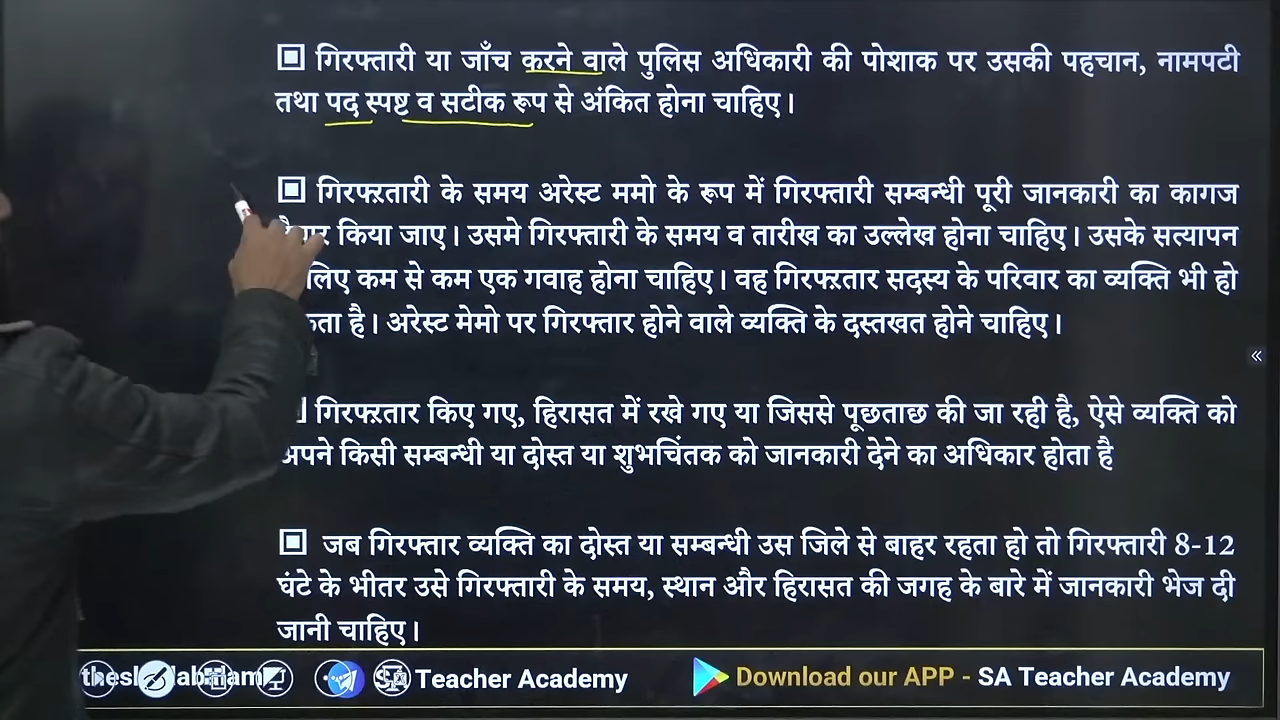 गिरफ्तारी या जाँच करने वाले पुलिस अधिकारी की पोशाक पर उसकी पहचान, नामपटी
तथा पद स्पष्ट व सटीक रूप से अंकित होना चाहिए।
गिरफ्ऱतारी के समय अरेस्ट ममो के रूप में गिरफ्तारी सम्बन्धी पूरी जानकारी का कागज
किया जाए। उसमे गिरफ्तारी के समय व तारीख का उल्लेख होना चाहिए। उसके सत्यापन
लिए कम से कम एक गवाह होना चाहिए। वह गिरफ्ऱतार सदस्य के परिवार का व्यक्ति भी हो
है। अरेस्ट मेमो पर गिरफ्तार होने वाले व्यक्ति के दस्तखत होने चाहिए।
गिरफ्ऱतार किए गए, हिरासत में रखे गए या जिससे पूछताछ की जा रही है, ऐसे व्यक्ति को
अपने किसी सम्बन्धी या दोस्त या शुभचिंतक को जानकारी देने का अधिकार होता है
जब गिरफ्तार व्यक्ति का दोस्त या सम्बन्धी उस जिले से बाहर रहता हो तो गिरफ्तारी 8-12
घंटे के भीतर उसे गिरफ्तारी के समय, स्थान और हिरासत की जगह के बारे में जानकारी भेज दी
जानी चाहिए।
Teacher Academy Download our APP - SA Teacher Academy